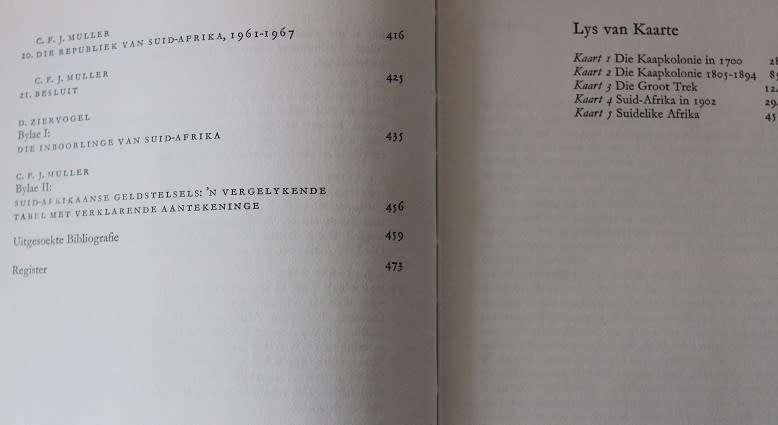 C. F. J. MULLER
20. DIE REPUBLIEK VAN SUID-AFRIKA, 1961-1967 416
C. F. J. MULLER
21. BESLUIT 425
D. ZIERVOGEL
Bylae I:
DIE INBOORLINGE VAN SUID-AFRIKA 435
C. F. J. MULLER
Bylae II:
SUID-AFRIKAANSE GELDSTELSELS: 'N VERGELYKENDE
TABEL MET VERKLARENDE AANTEKENINGE 456
Uitgesoekte Bibliografie 459
Register 473
Lys van Kaarte
Kaart 1 Die Kaapkolonie in 1700
Kaart 2 Die Kaapkolonie 1805-1894
Kaart 3 Die Groot Trek
Kaart 4 Suid-Afrika in 1902
Kaart 5 Suidelike Afrika